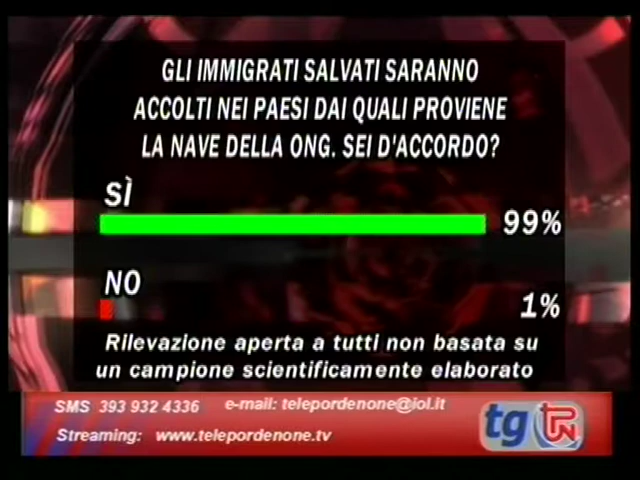 GLI IMMIGRATI SALVATI SARANNO
ACCOLTI NEI PAESI DAI QUALI PROVIENE
LA NAVE DELLA ONG. SEI D'ACCORDO?
SÌ
99%
NO
1%
Rilevazione aperta a tutti non basata su
un campione scientificamente elaborato
SMS 393 932 4336 e-mail: telepordenone@iol.it
Streaming: www.telepordenone.tv
tg TPN